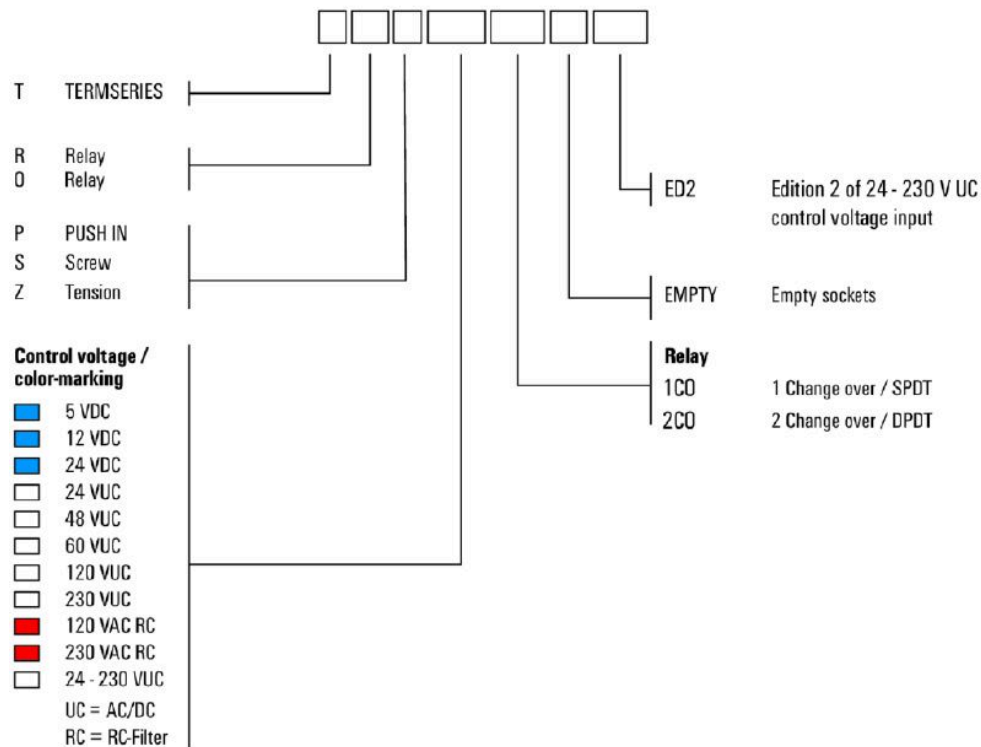 T TERMSERIES
R Relay
O Relay
P PUSH IN
S Screw
Z Tension
Control voltage /
color-marking
5 VDC
12 VDC
24 VDC
24 VUC
48 VUC
60 VUC
120 VUC
230 VUC
120 VAC RC
230 VAC RC
24 - 230 VUC
UC = AC/DC
RC = RC-Filter
ED2 Edition 2 of 24 - 230 V UC
control voltage input
EMPTY Empty sockets
Relay
1CO 1 Change over / SPDT
2CO 2 Change over / DPDT